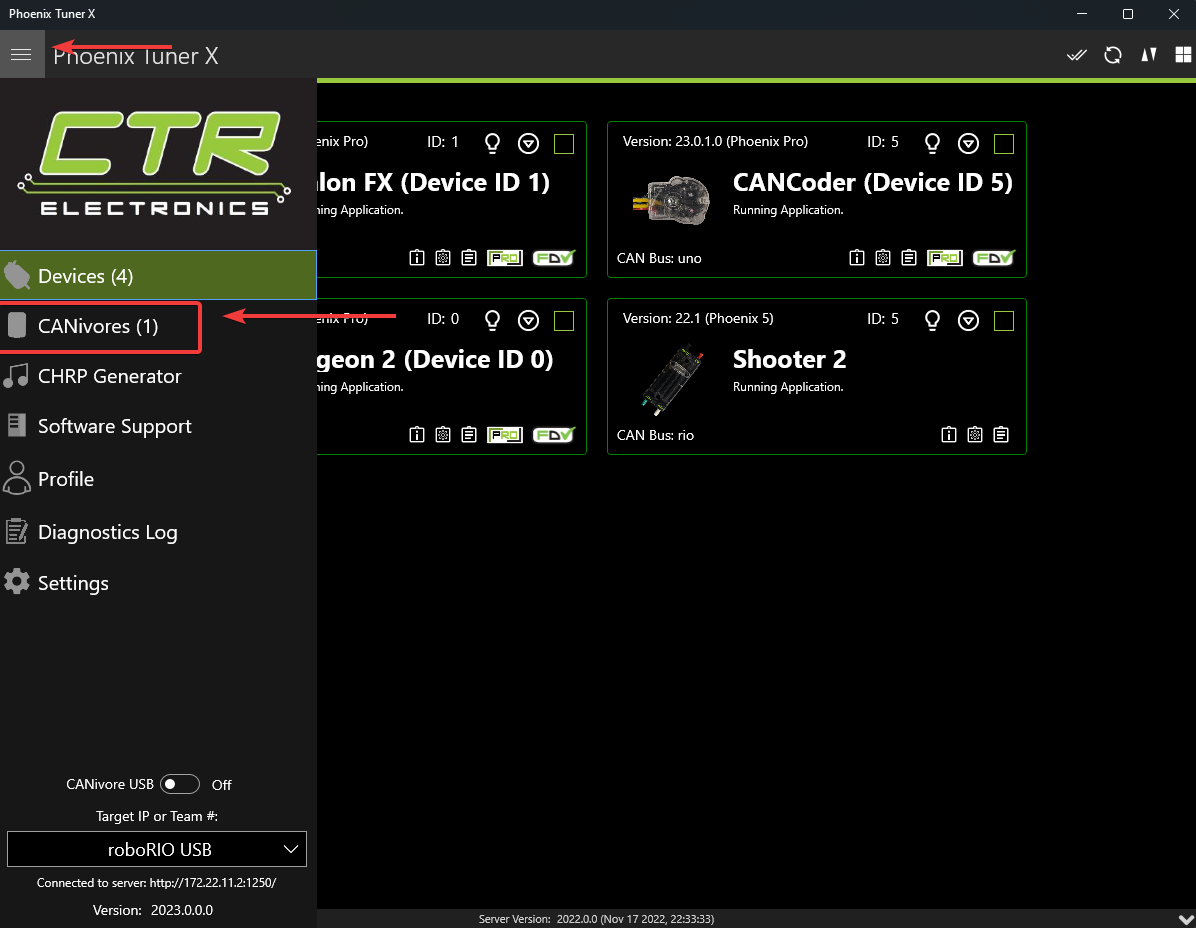 Phoenix Tuner X
Phoenix Tuner X
CTR
ELECTRONICS
Devices (4)
CANivores (1)
CHRP Generator
Software Support
Profile
Diagnostics Log
Settings
CANivore USB Off
Target IP or Team #:
roboRIO USB
Connected to server: http://172.22.11.2:1250/
Version: 2023.0.0.0
enix Pro) ID: 1
lon FX (Device ID 1)
ning Application.
PRO FDV
Version: 23.0.1.0 (Phoenix Pro) ID: 5
CANCoder (Device ID 5)
Running Application.
CAN Bus: uno PRO FDV
enix Pro) ID: 0
geon 2 (Device ID 0)
ning Application.
PRO FDV
Version: 22.1 (Phoenix 5) ID: 5
Shooter 2
Running Application.
CAN Bus: rio
Server Version: 2022.0.0 (Nov 17 2022, 22:33:33)